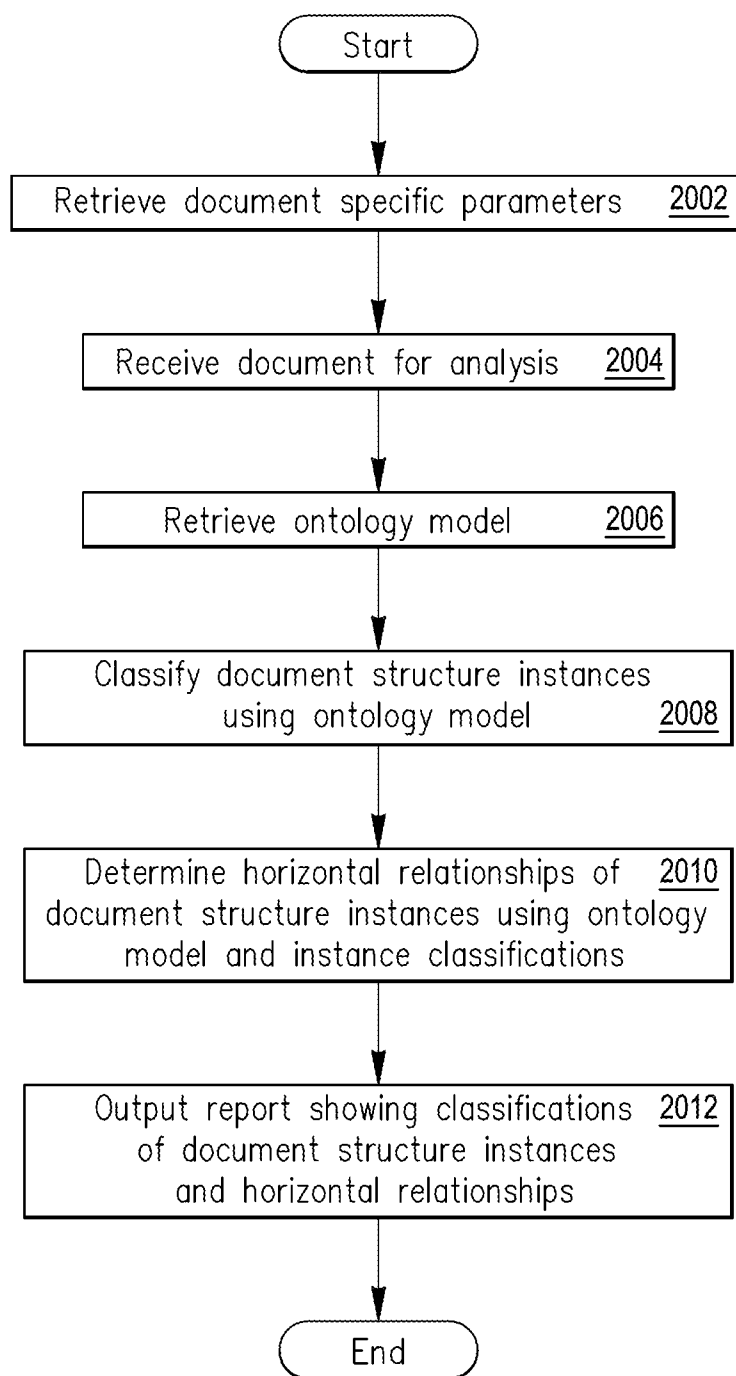 Start
Retrieve document specific parameters 2002
Receive document for analysis 2004
Retrieve ontology model 2006
Classify document structure instances
using ontology model 2008
Determine horizontal relationships of 2010
document structure instances using ontology
model and instance classifications
Output report showing classifications 2012
of document structure instances
and horizontal relationships
End